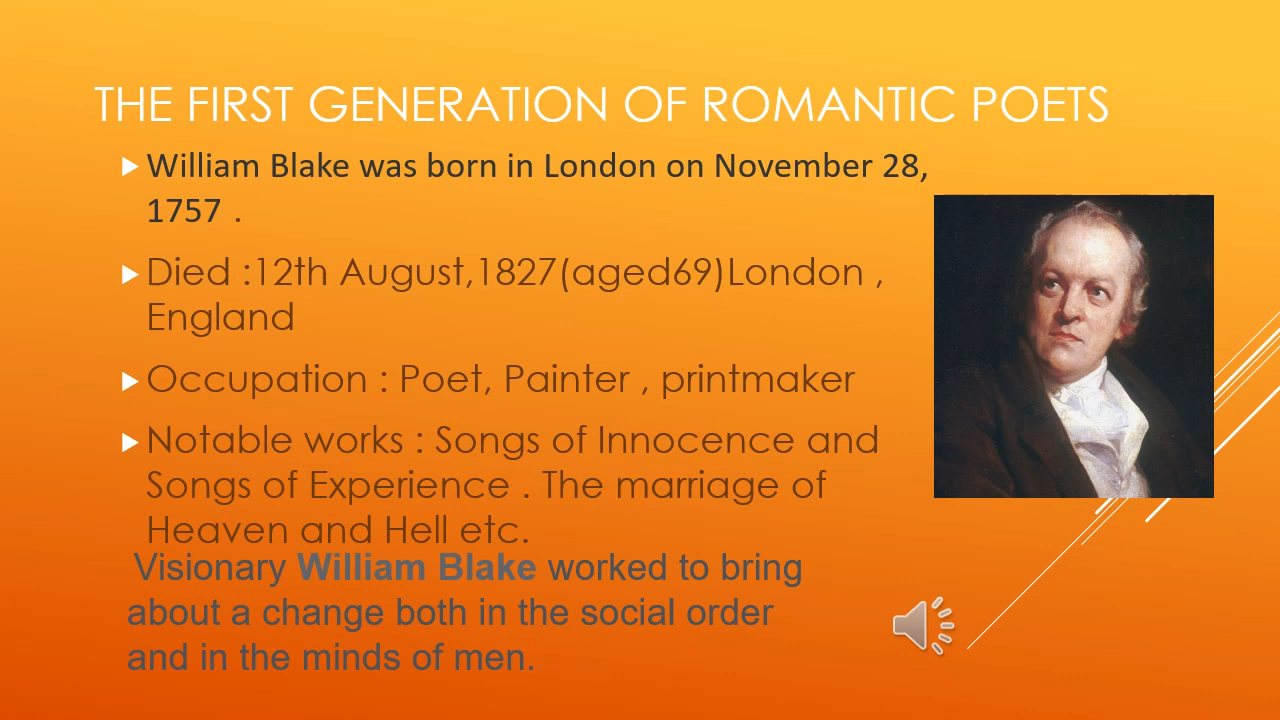 THE FIRST GENERATION OF ROMANTIC POETS
William Blake was born in London on November 28,
1757 .
Died :12th August,1827(aged69)London ,
England
Occupation : Poet, Painter , printmaker
Notable works : Songs of Innocence and
Songs of Experience . The marriage of
Heaven and Hell etc.
Visionary William Blake worked to bring
about a change both in the social order
and in the minds of men.